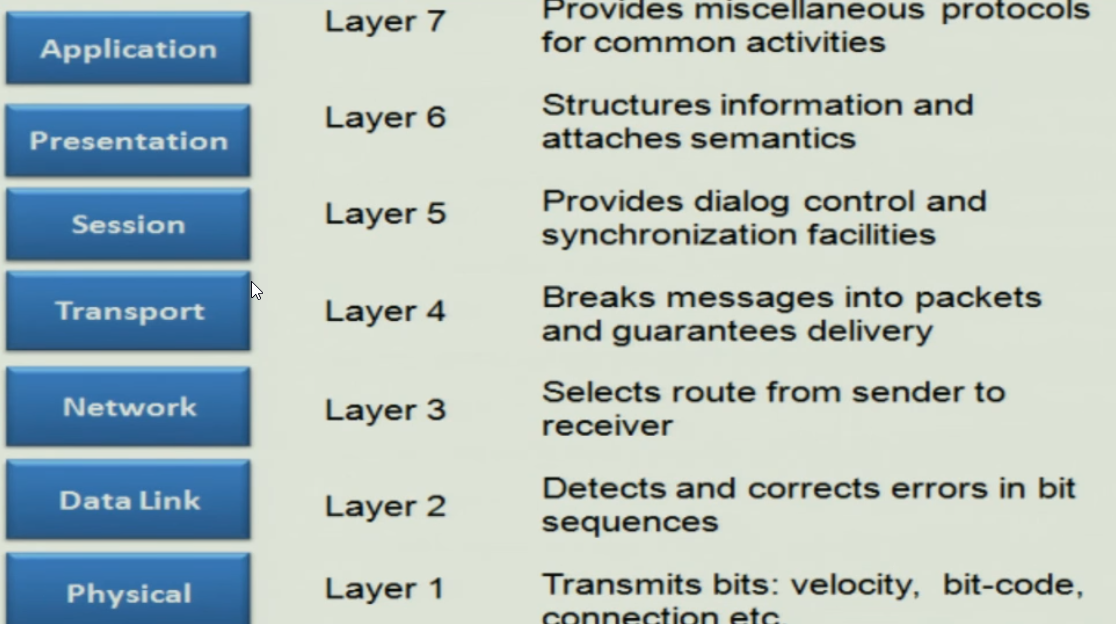 Application
Layer 7
Provides miscellaneous protocols
for common activities
Presentation
Layer 6
Structures information and
attaches semantics
Session
Layer 5
Provides dialog control and
synchronization facilities
Transport
Layer 4
Breaks messages into packets
and guarantees delivery
Network
Layer 3
Selects route from sender to
receiver
Data Link
Layer 2
Detects and corrects errors in bit
sequences
Physical
Layer 1
Transmits bits: velocity, bit-code,
connection etc.